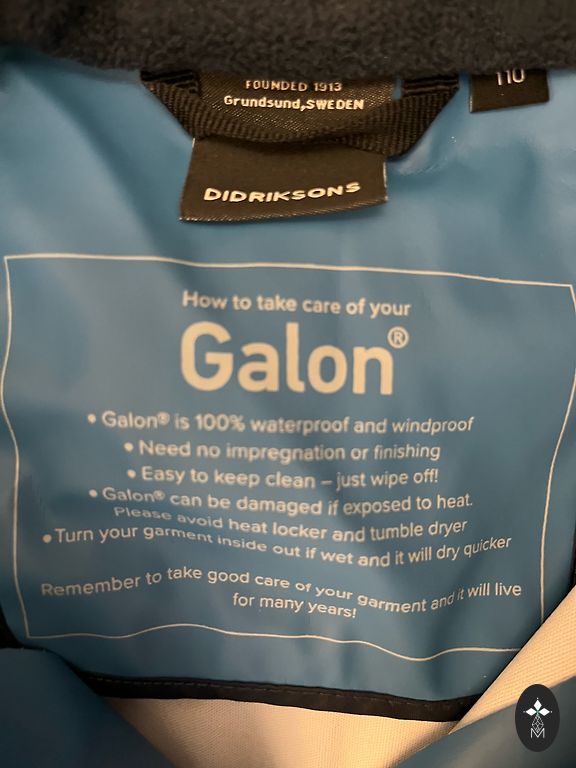 FOUNDED 1913
Grundsund,SWEDEN
110
DIDRIKSONS
How to take care of your
Galon®
• Galon® is 100% waterproof and windproof
• Need no impregnation or finishing
• Easy to keep clean – just wipe off!
• Galon® can be damaged if exposed to heat.
Please avoid heat locker and tumble dryer
• Turn your garment inside out if wet and it will dry quicker
Remember to take good care of your garment and it will live
for many years!
M